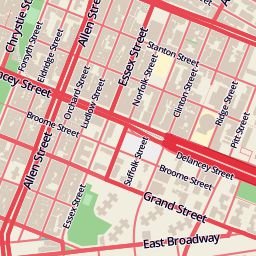 Chrystie St
Forsyth Street
Eldridge Street
Allen Street
Essex Street
Stanton Street
Norfolk Street
Clinton Street
Ridge Street
Pitt Street
ncey Street
Orchard Street
Ludlow Street
Broome Street
Delancey Street
Suffolk Street
Broome Street
Allen Street
Essex Street
Grand Street
East Broadway